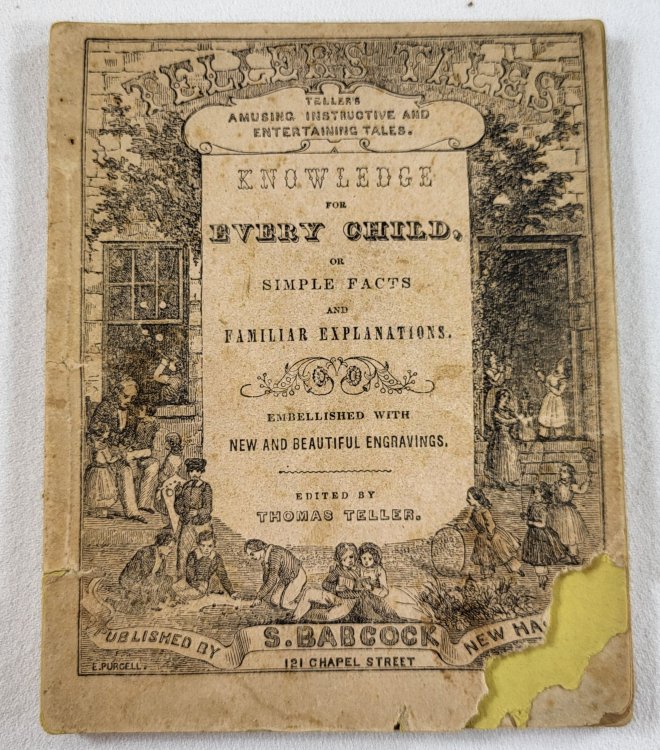 TELLER'S TALES
TELLER'S
AMUSING, INSTRUCTIVE AND
ENTERTAINING TALES.
KNOWLEDGE
FOR
EVERY CHILD,
OR
SIMPLE FACTS
AND
FAMILIAR EXPLANATIONS.
EMBELLISHED WITH
NEW AND BEAUTIFUL ENGRAVINGS.
EDITED BY
THOMAS TELLER.
PUBLISHED BY S. BABCOCK NEW HA
121 CHAPEL STREET
E. PURCELL.